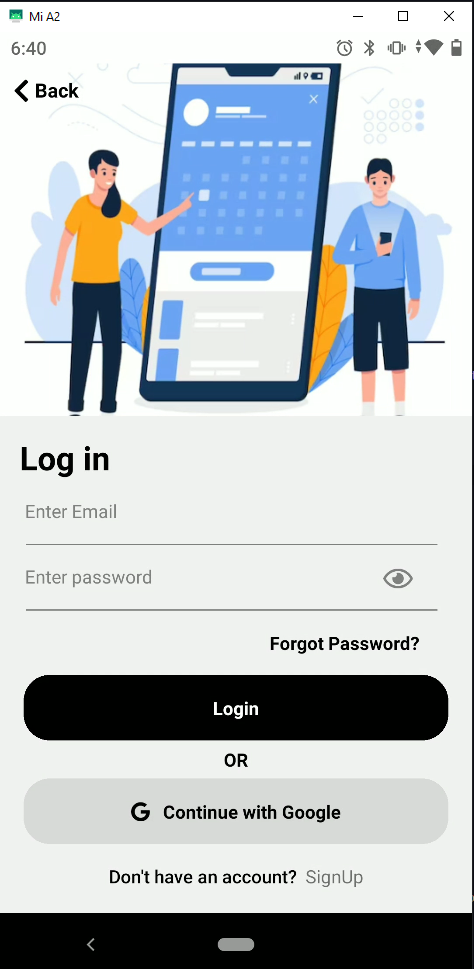 Mi A2
6:40
Back
Log in
Enter Email
Enter password
Forgot Password?
Login
OR
G Continue with Google
Don't have an account? SignUp